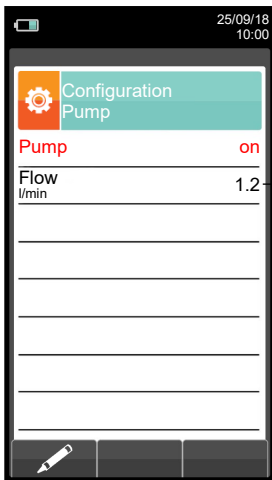 25/09/18
10:00
Configuration
Pump
Pump on
Flow 1.2
l/min